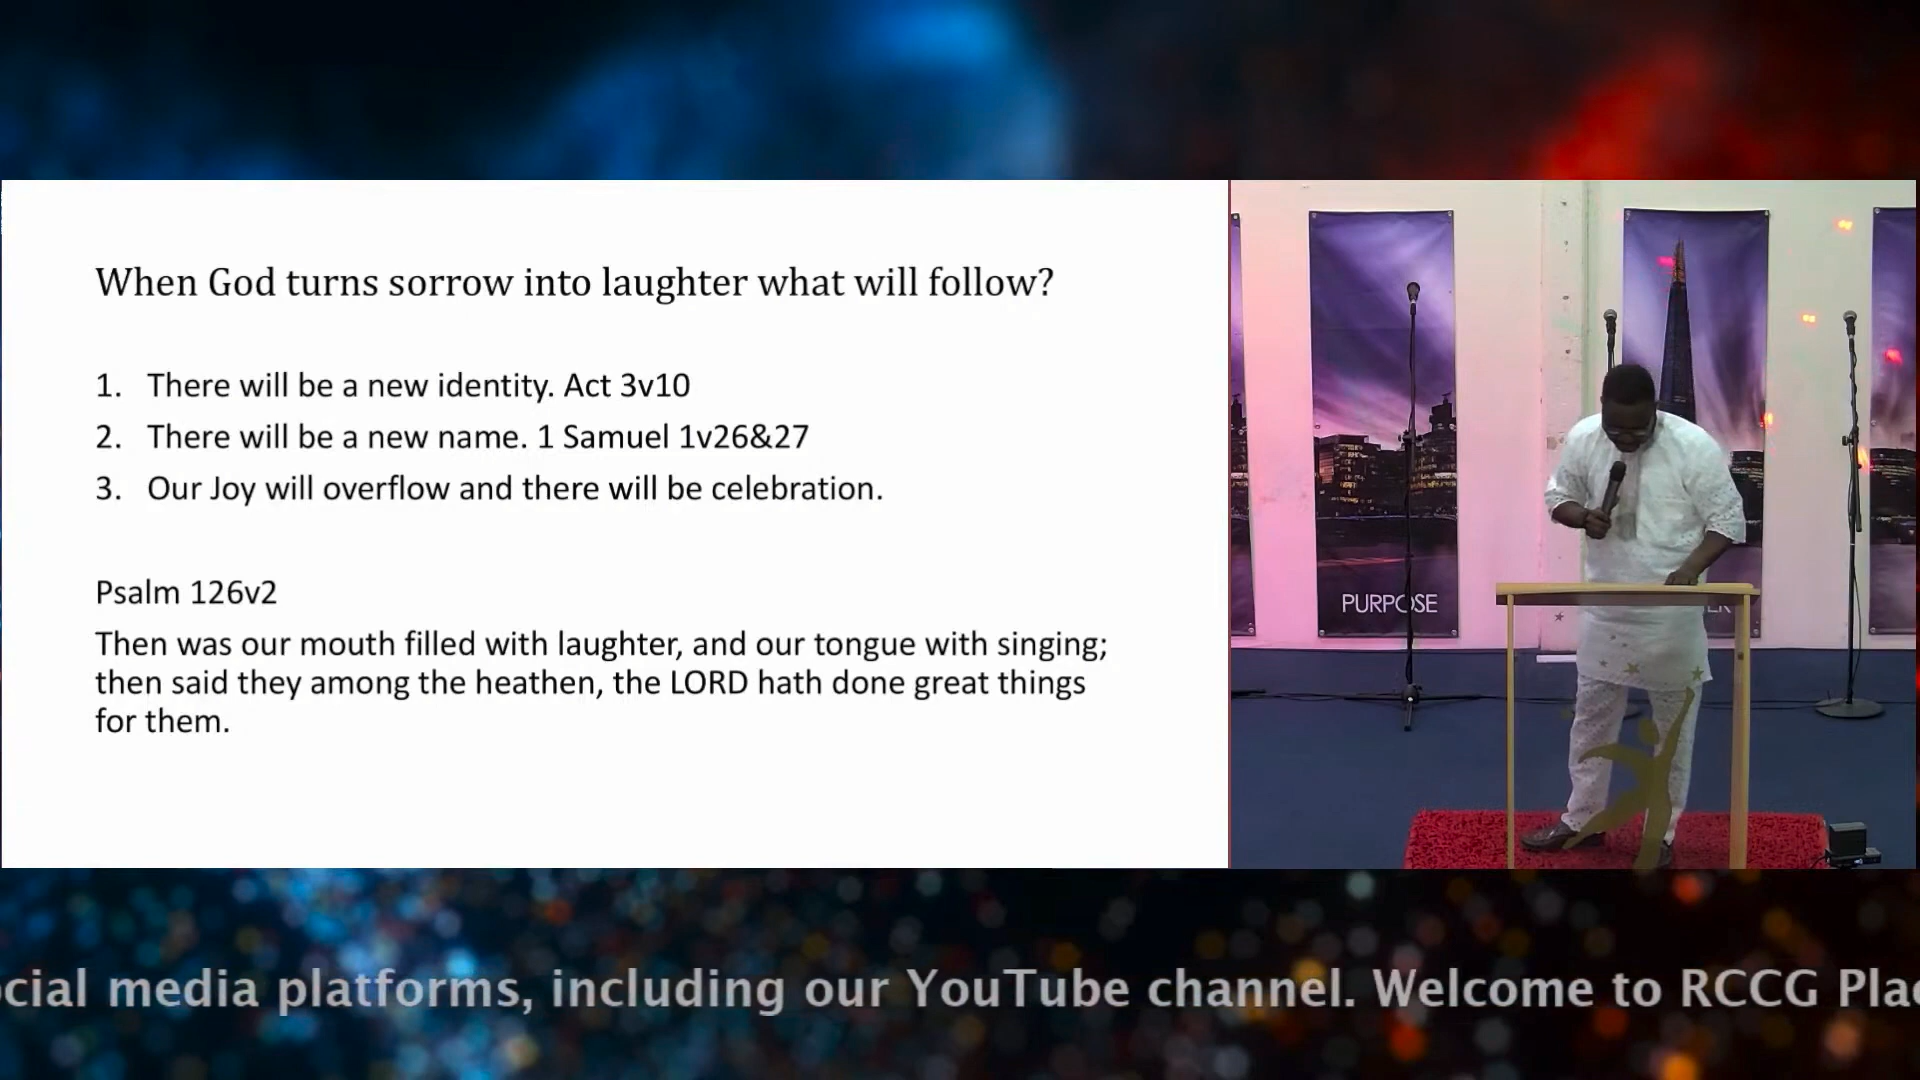 When God turns sorrow into laughter what will follow?
1. There will be a new identity. Act 3v10
2. There will be a new name. 1 Samuel 1v26&27
3. Our Joy will overflow and there will be celebration.
Psalm 126v2
Then was our mouth filled with laughter, and our tongue with singing;
then said they among the heathen, the LORD hath done great things
for them.
PURPOSE
media platforms, including our YouTube channel. Welcome to RCCG